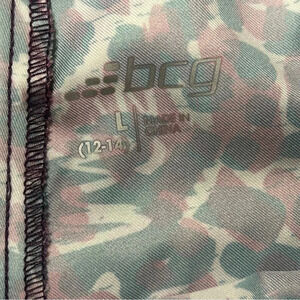 bcg
L
(12-14)
MADE IN
CHINA